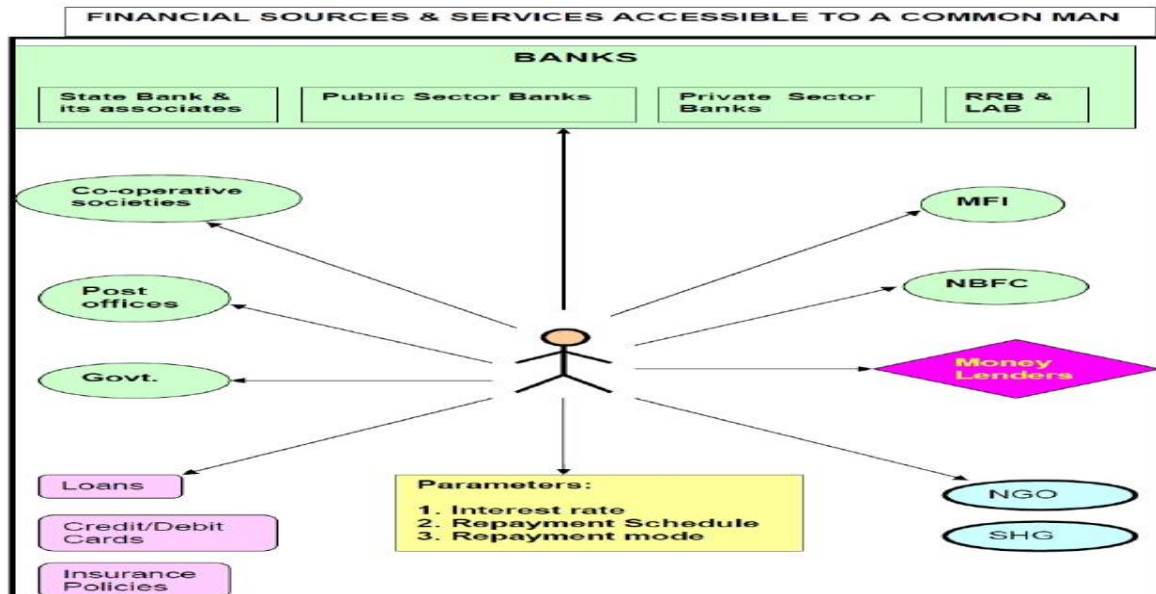 FINANCIAL SOURCES & SERVICES ACCESSIBLE TO A COMMON MAN
BANKS
State Bank &
its associates
Public Sector Banks
Private Sector
Banks
RRB &
LAB
Co-operative
societies
MFI
Post
offices
NBFC
Govt.
Money
Lenders
Loans
Credit/Debit
Cards
Insurance
Policies
Parameters:
1. Interest rate
2. Repayment Schedule
3. Repayment mode
NGO
SHG